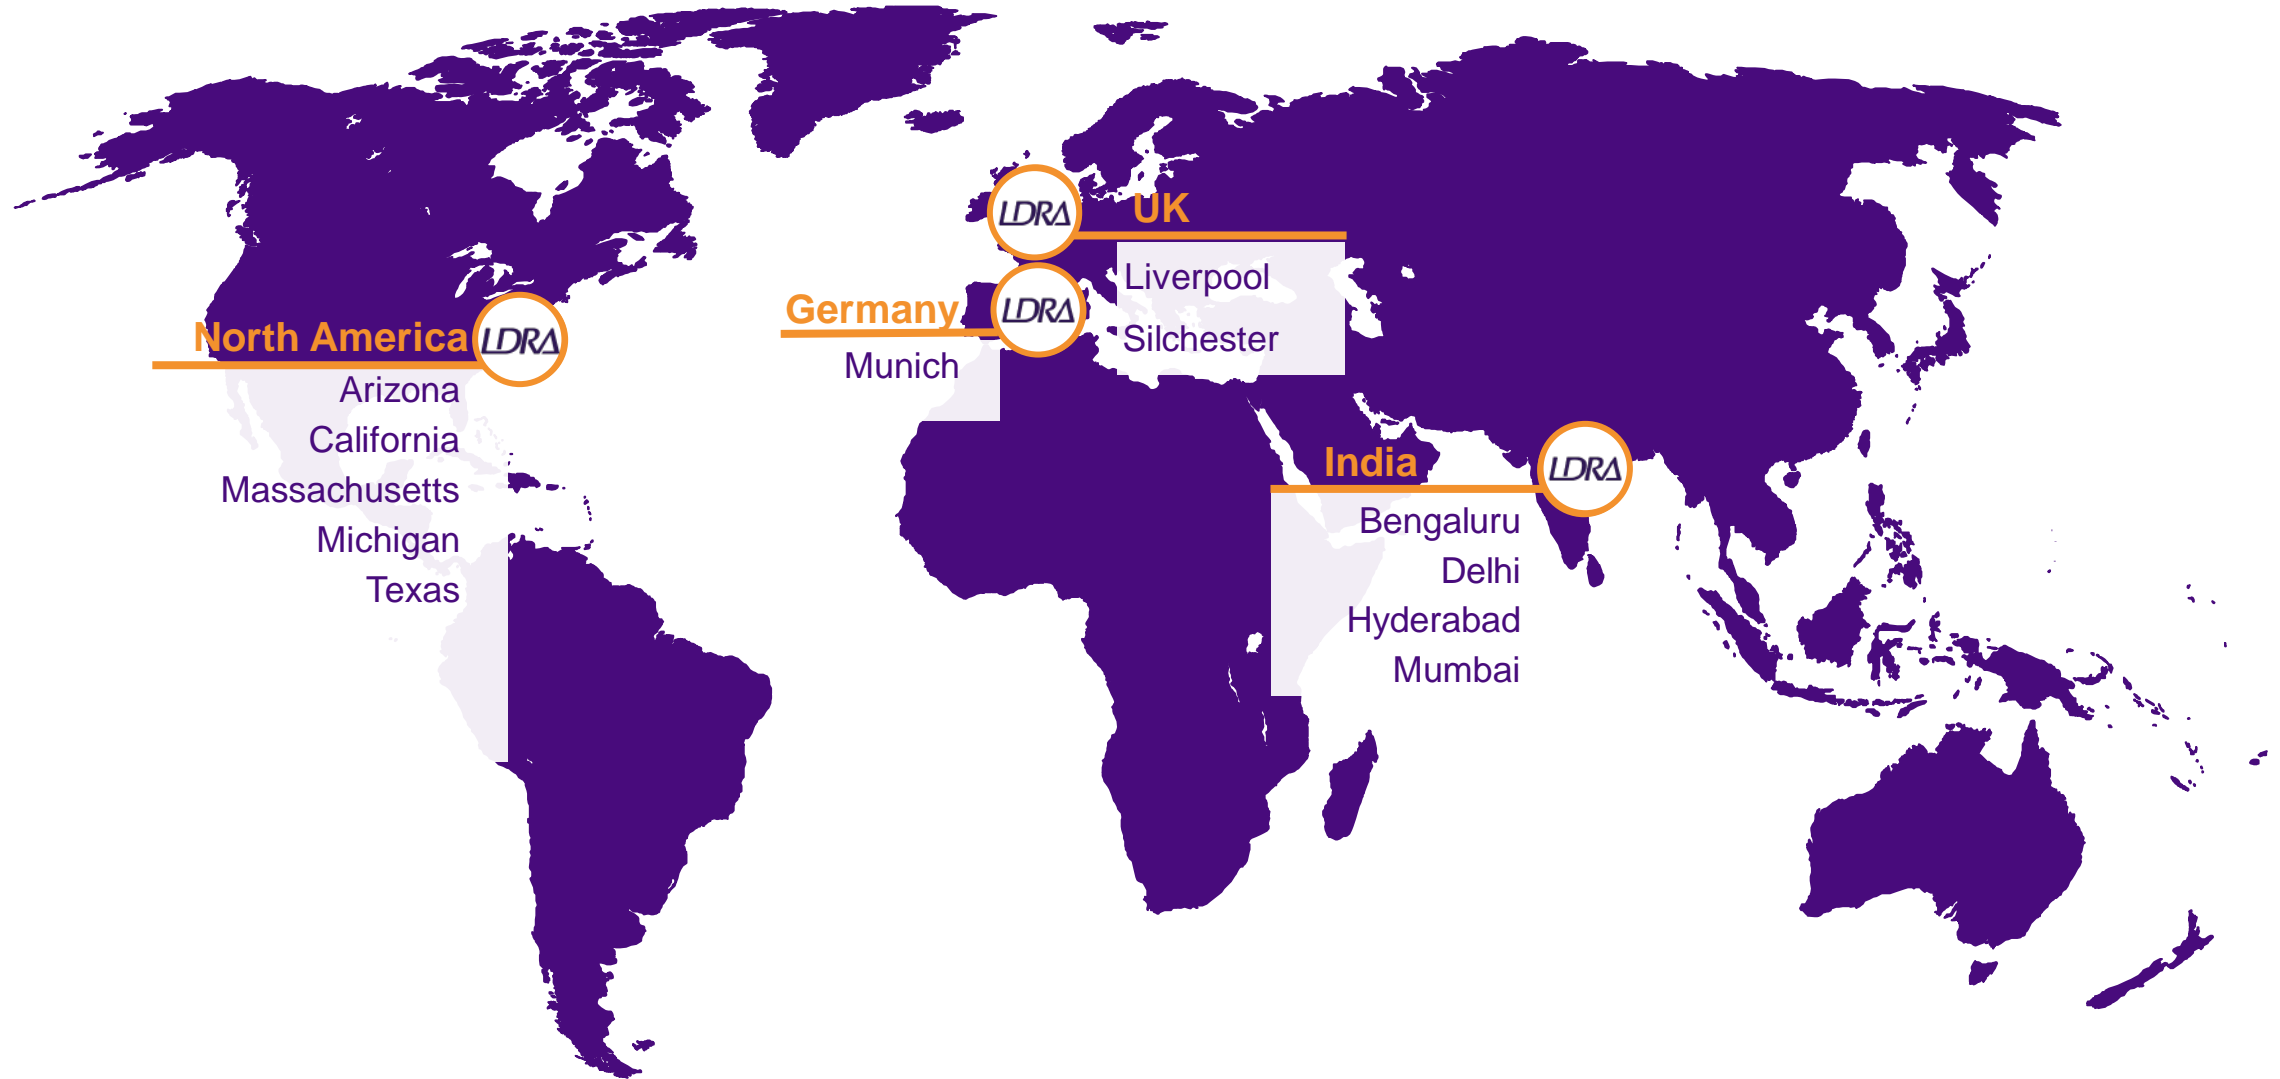 LDRA
UK
Liverpool
Silchester
Germany
LDRA
Munich
North America
LDRA
Arizona
California
Massachusetts
Michigan
Texas
India
LDRA
Bengaluru
Delhi
Hyderabad
Mumbai